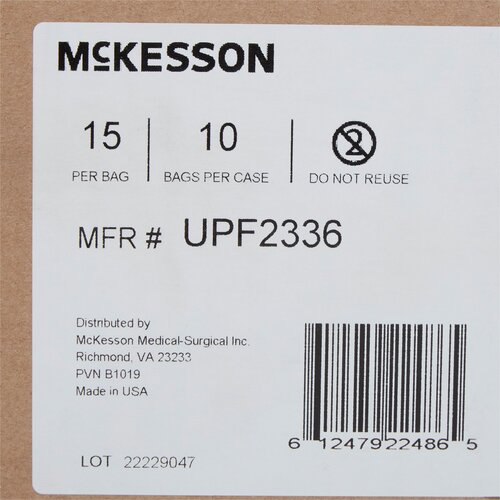 McKESSON
15 10
PER BAG BAGS PER CASE DO NOT REUSE
MFR # UPF2336
Distributed by
McKesson Medical-Surgical Inc.
Richmond, VA 23233
PVN B1019
Made in USA
6 12479 22486 5
LOT 22229047